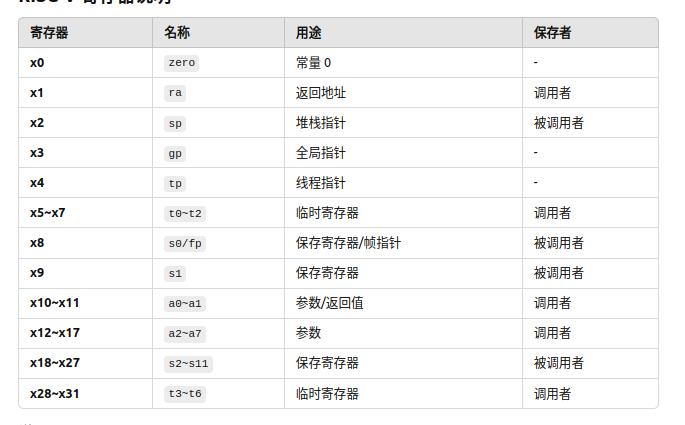 寄存器 名称 用途 保存者
x0 zero 常量 0 -
x1 ra 返回地址 调用者
x2 sp 堆栈指针 被调用者
x3 gp 全局指针 -
x4 tp 线程指针 -
x5~x7 t0~t2 临时寄存器 调用者
x8 s0/fp 保存寄存器/帧指针 被调用者
x9 s1 保存寄存器 被调用者
x10~x11 a0~a1 参数/返回值 调用者
x12~x17 a2~a7 参数 调用者
x18~x27 s2~s11 保存寄存器 被调用者
x28~x31 t3~t6 临时寄存器 调用者